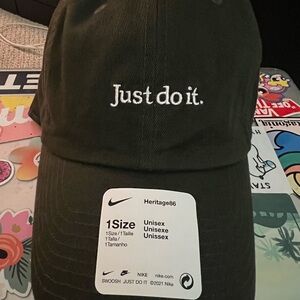 Just do it.
Heritage86
1Size
1Size / 1Taille
1Talla /
1Tamanho
Unisex
Unisexe
Unissex
NIKE
nike.com
SWOOSH JUST DO IT ©2021 Nike